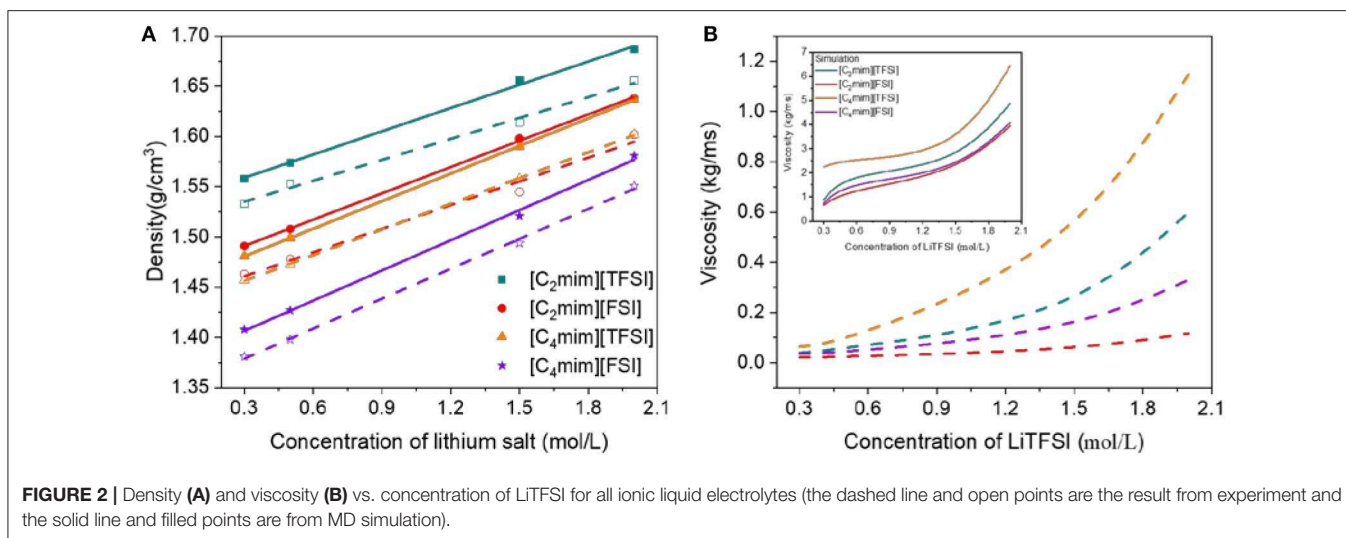 A
1.70
1.65
1.60
1.55
1.50
1.45
1.40
1.35
Density(g/cm³)
0.3 0.6 0.9 1.2 1.5 1.8 2.1
Concentration of lithium salt (mol/L)
[C₂mim][TFSI]
[C₂mim][FSI]
[C₄mim][TFSI]
[C₄mim][FSI]
B
1.2
1.0
0.8
0.6
0.4
0.2
0.0
Viscosity (kg/ms)
0.3 0.6 0.9 1.2 1.5 1.8 2.1
Concentration of LiTFSI (mol/L)
Simulation
[C₂mim][TFSI]
[C₂mim][FSI]
[C₄mim][TFSI]
[C₄mim][FSI]
7
6
5
4
3
2
1
0
Viscosity (kg/ms)
0.3 0.6 0.9 1.2 1.5 1.8 2.1
Concentration of LiTFSI (mol/L)
FIGURE 2 | Density (A) and viscosity (B) vs. concentration of LiTFSI for all ionic liquid electrolytes (the dashed line and open points are the result from experiment and
the solid line and filled points are from MD simulation).